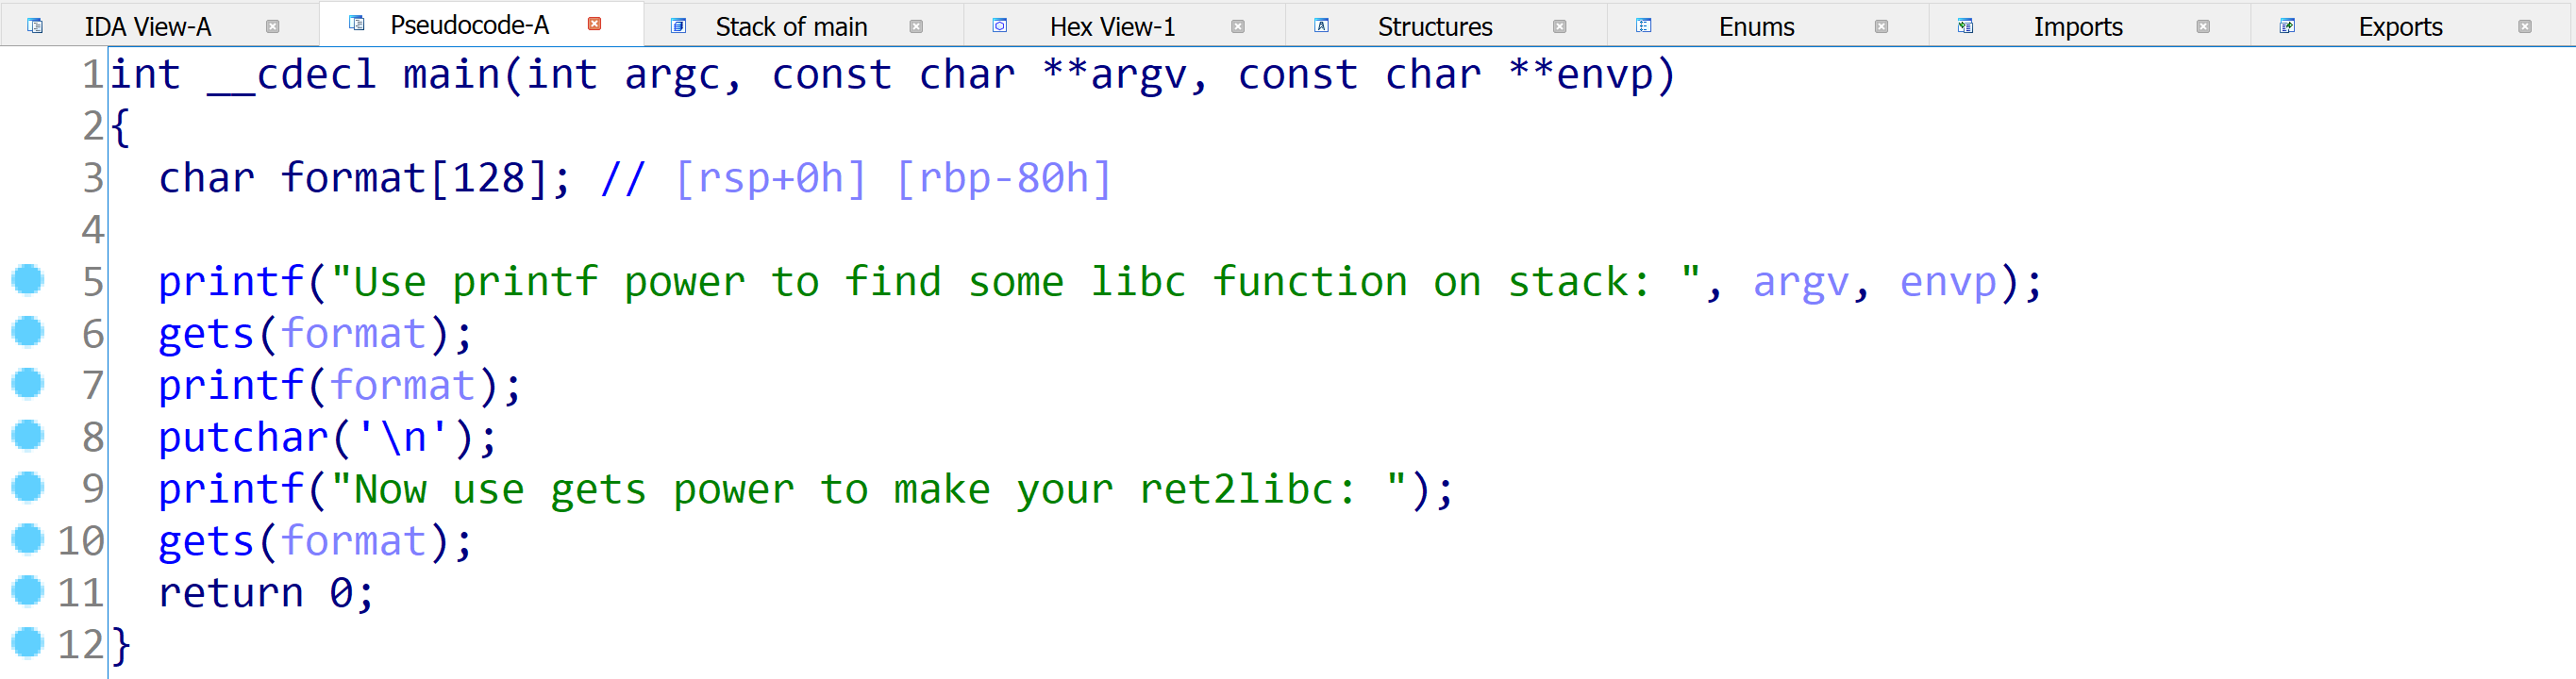 IDA View-A Pseudocode-A Stack of main Hex View-1 Structures Enums Imports Exports
1 int __cdecl main(int argc, const char **argv, const char **envp)
2 {
3   char format[128]; // [rsp+0h] [rbp-80h]
4
5   printf("Use printf power to find some libc function on stack: ", argv, envp);
6   gets(format);
7   printf(format);
8   putchar('\n');
9   printf("Now use gets power to make your ret2libc: ");
10   gets(format);
11   return 0;
12 }